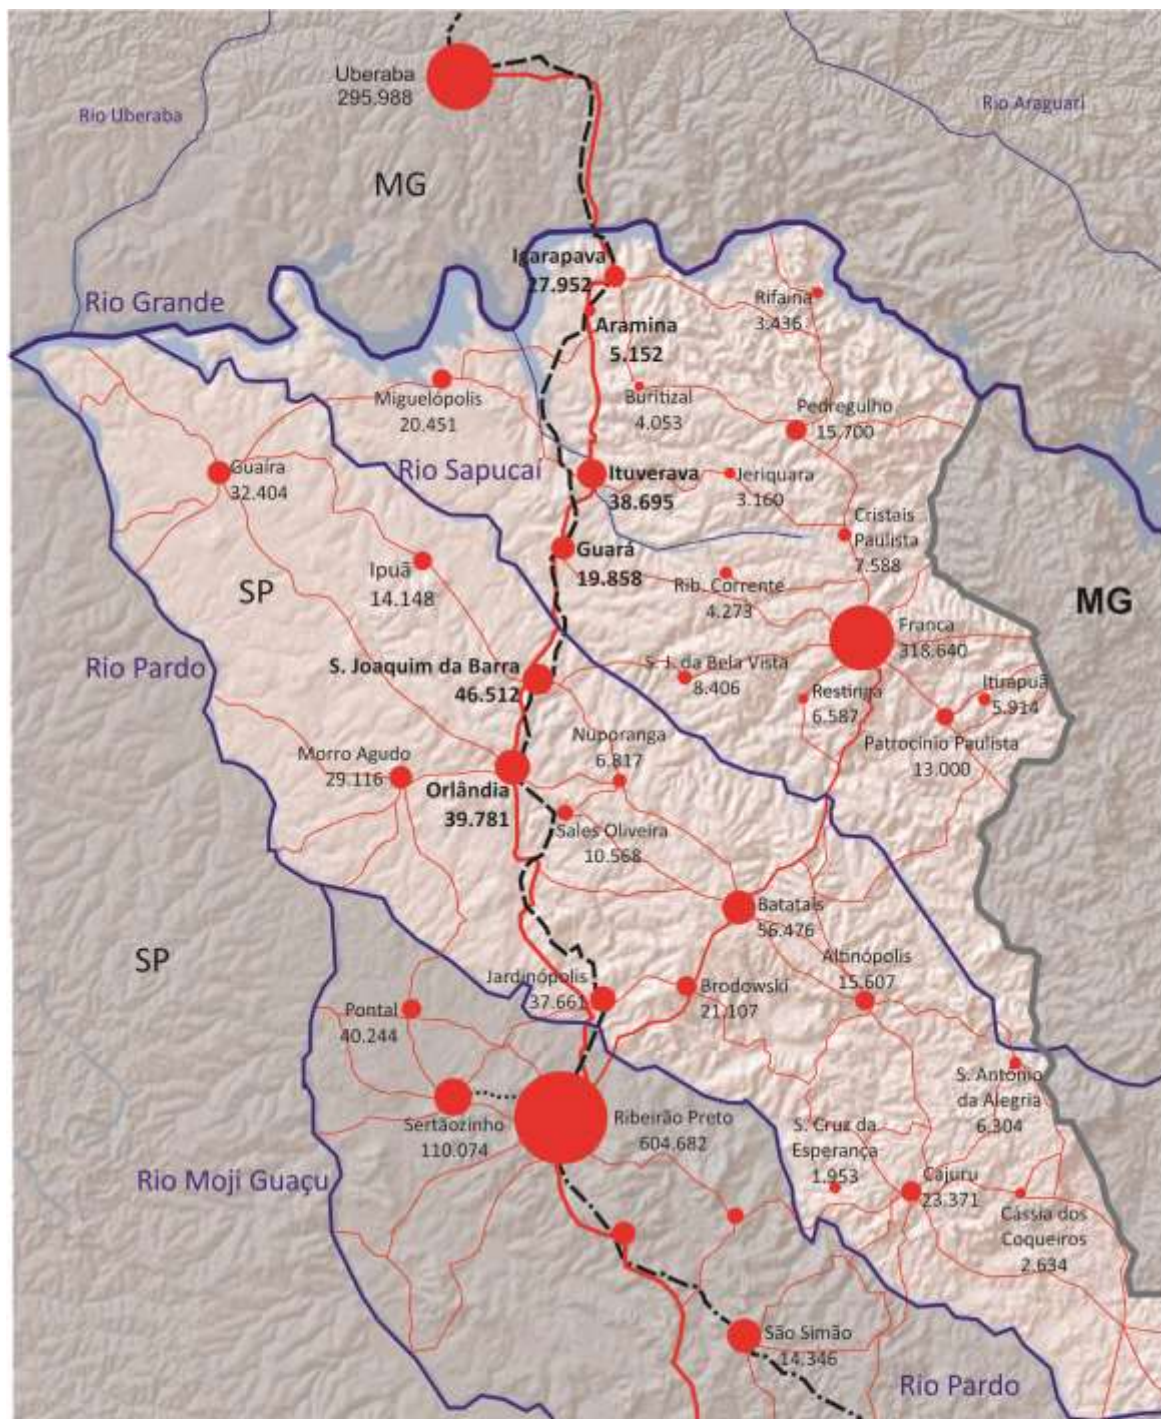 Uberaba
295.988
Rio Uberaba
Rio Araguari
MG
Igarapava
27.952
Rio Grande
Rifaina
3.436
Aramina
5.152
Miguelópolis
20.451
Buritizal
4.053
Pedregulho
15.700
Guaíra
32.404
Rio Sapucaí
Ituverava
38.695
Jeriquara
3.160
Cristais
Paulista
7.588
Guará
19.858
Ipuã
14.148
SP
Rib. Corrente
4.273
MG
Franca
318.640
Rio Pardo
S. Joaquim da Barra
46.512
S. J. da Bela Vista
8.406
Restinga
6.587
Itirapuã
5.914
Patrocínio Paulista
13.000
Morro Agudo
29.116
Nuporanga
6.817
Orlândia
39.781
Sales Oliveira
10.568
Batatais
56.476
SP
Altinópolis
15.607
Jardinópolis
37.661
Brodowski
21.107
Pontal
40.244
S. Antonio
da Alegria
6.304
Sertãozinho
110.074
Ribeirão Preto
604.682
S. Cruz da
Esperança
1.953
Rio Moji Guaçu
Cajuru
23.371
Cássia dos
Coqueiros
2.634
São Simão
14.346
Rio Pardo